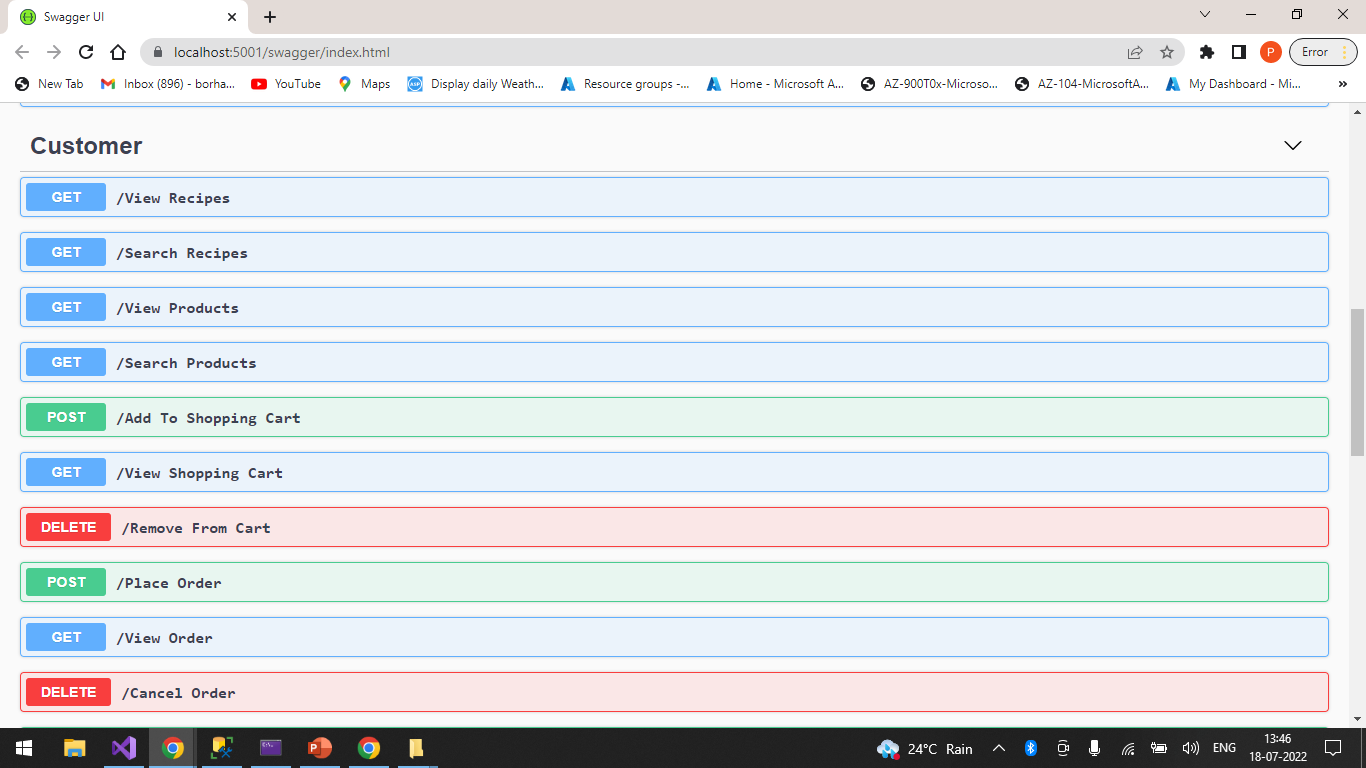 Swagger UI
localhost:5001/swagger/index.html
P
Error
New Tab
Inbox (896) - borha...
YouTube
Maps
ASP
Display daily Weath...
Resource groups -...
Home - Microsoft A...
AZ-900T0x-Microso...
AZ-104-MicrosoftA...
My Dashboard - Mi...
»
Customer
GET /View Recipes
GET /Search Recipes
GET /View Products
GET /Search Products
POST /Add To Shopping Cart
GET /View Shopping Cart
DELETE /Remove From Cart
POST /Place Order
GET /View Order
DELETE /Cancel Order
24°C Rain
ENG
13:46
18-07-2022